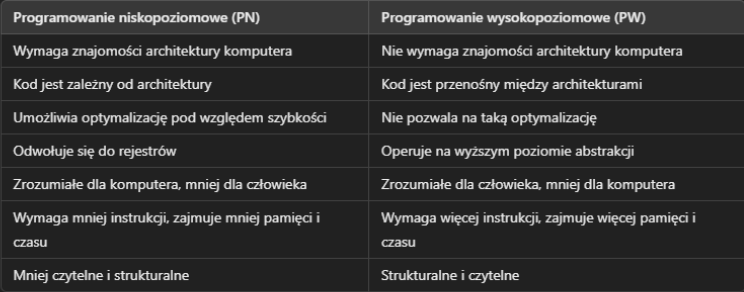 Programowanie niskopoziomowe (PN) Programowanie wysokopoziomowe (PW)
Wymaga znajomości architektury komputera Nie wymaga znajomości architektury komputera
Kod jest zależny od architektury Kod jest przenośny między architekturami
Umożliwia optymalizację pod względem szybkości Nie pozwala na taką optymalizację
Odwołuje się do rejestrów Operuje na wyższym poziomie abstrakcji
Zrozumiałe dla komputera, mniej dla człowieka Zrozumiałe dla człowieka, mniej dla komputera
Wymaga mniej instrukcji, zajmuje mniej pamięci i Wymaga więcej instrukcji, zajmuje więcej pamięci i
czasu czasu
Mniej czytelne i strukturalne Strukturalne i czytelne